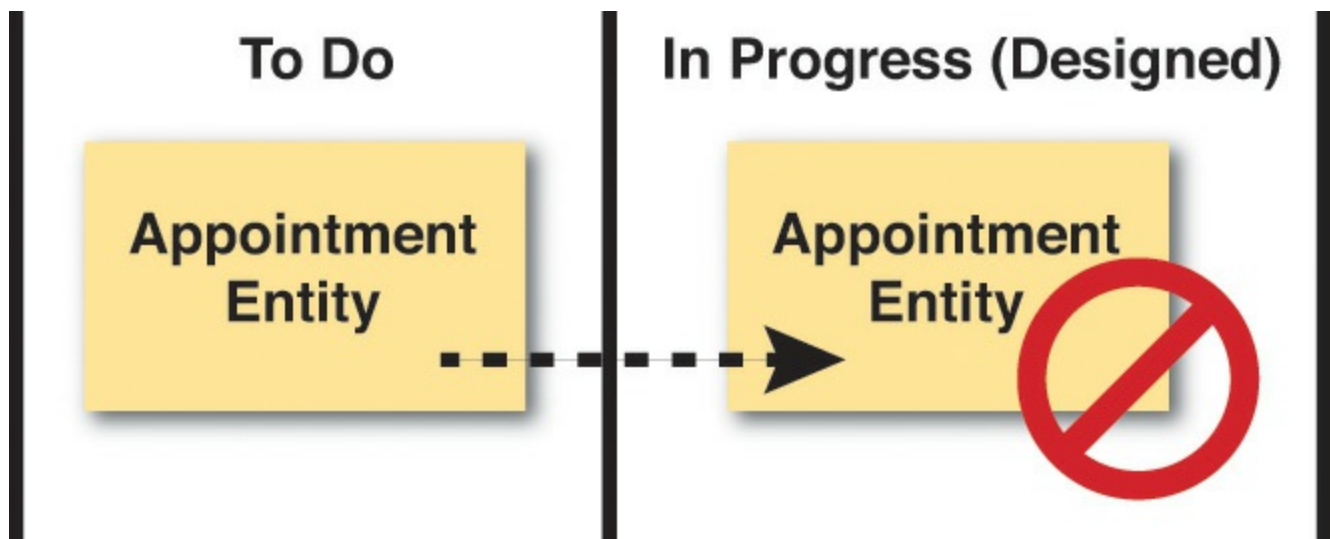 To Do
In Progress (Designed)
Appointment
Entity
Appointment
Entity